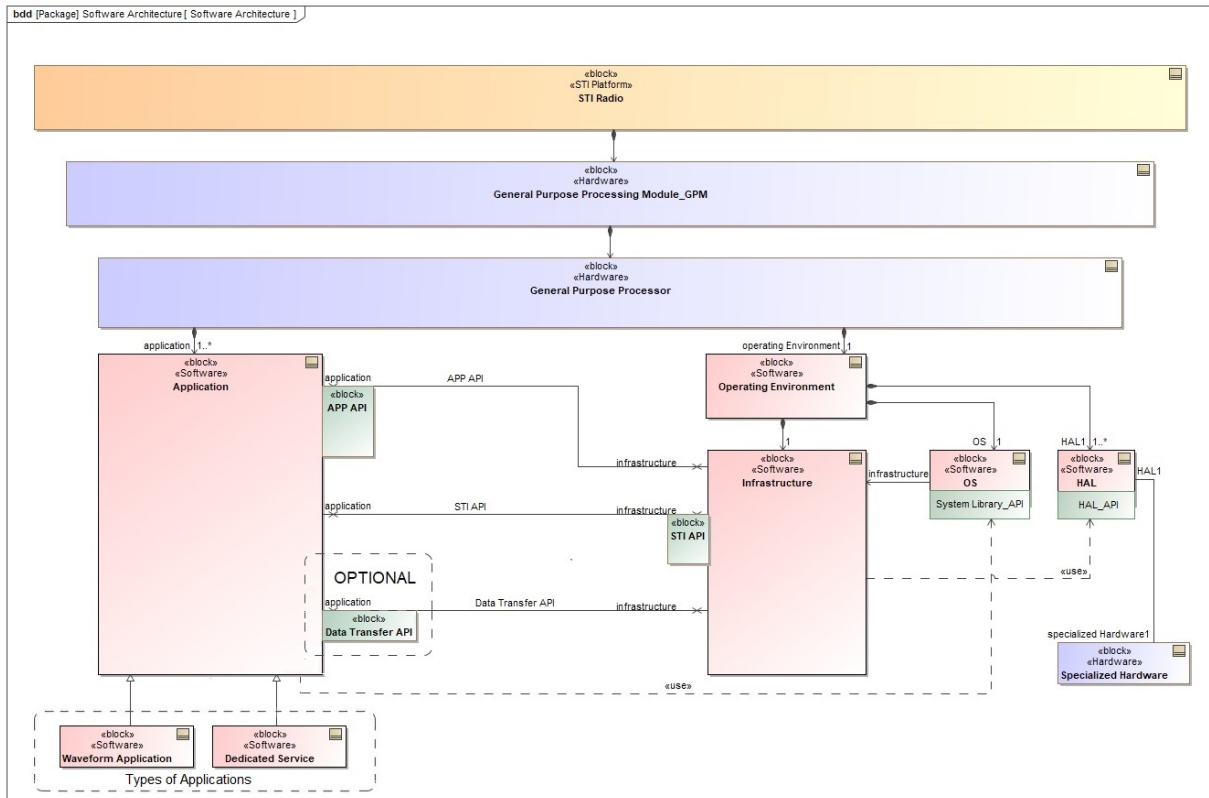 bdd [Package] Software Architecture [ Software Architecture ]
«block»
«STI Platform»
STI Radio
«block»
«Hardware»
General Purpose Processing Module_GPM
«block»
«Hardware»
General Purpose Processor
application 1..*
operating Environment 1
«block»
«Software»
Application
«block»
«Software»
Operating Environment
application
APP API
«block»
APP API
infrastructure
1
OS 1
HAL1 1..*
«block»
«Software»
Infrastructure
infrastructure
«block»
«Software»
OS
System Library_API
«block»
«Software»
HAL
HAL_API
HAL1
application
STI API
infrastructure
«block»
STI API
OPTIONAL
application
Data Transfer API
infrastructure
«block»
Data Transfer API
«use»
«use»
specialized Hardware1
«block»
«Hardware»
Specialized Hardware
«block»
«Software»
Waveform Application
«block»
«Software»
Dedicated Service
Types of Applications